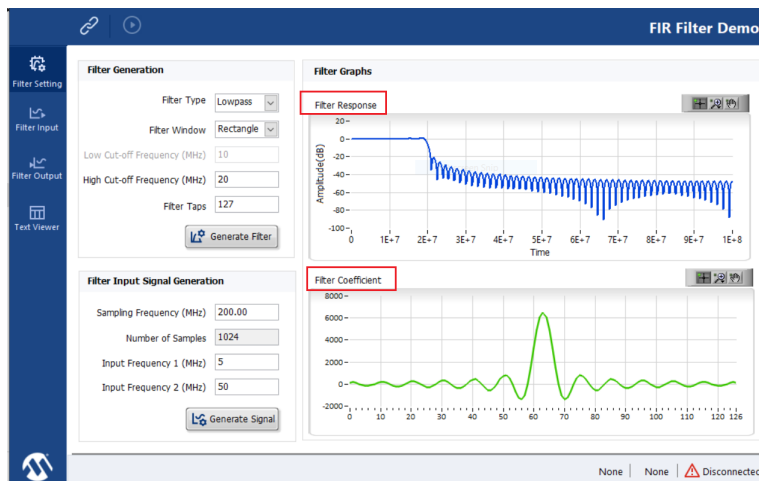 FIR Filter Demo
Filter Setting
Filter Input
Filter Output
Text Viewer
Filter Generation
Filter Type Lowpass
Filter Window Rectangle
Low Cut-off Frequency (MHz) 10
High Cut-off Frequency (MHz) 20
Filter Taps 127
Generate Filter
Filter Input Signal Generation
Sampling Frequency (MHz) 200.00
Number of Samples 1024
Input Frequency 1 (MHz) 5
Input Frequency 2 (MHz) 50
Generate Signal
Filter Graphs
Filter Response
Amplitude(dB)
20
0
-20
-40
-60
-80
-100
0 1E+7 2E+7 3E+7 4E+7 5E+7 6E+7 7E+7 8E+7 9E+7 1E+8
Time
Filter Coefficient
8000
6000
4000
2000
0
-2000
0 10 20 30 40 50 60 70 80 90 100 110 120 126
None None Disconnected